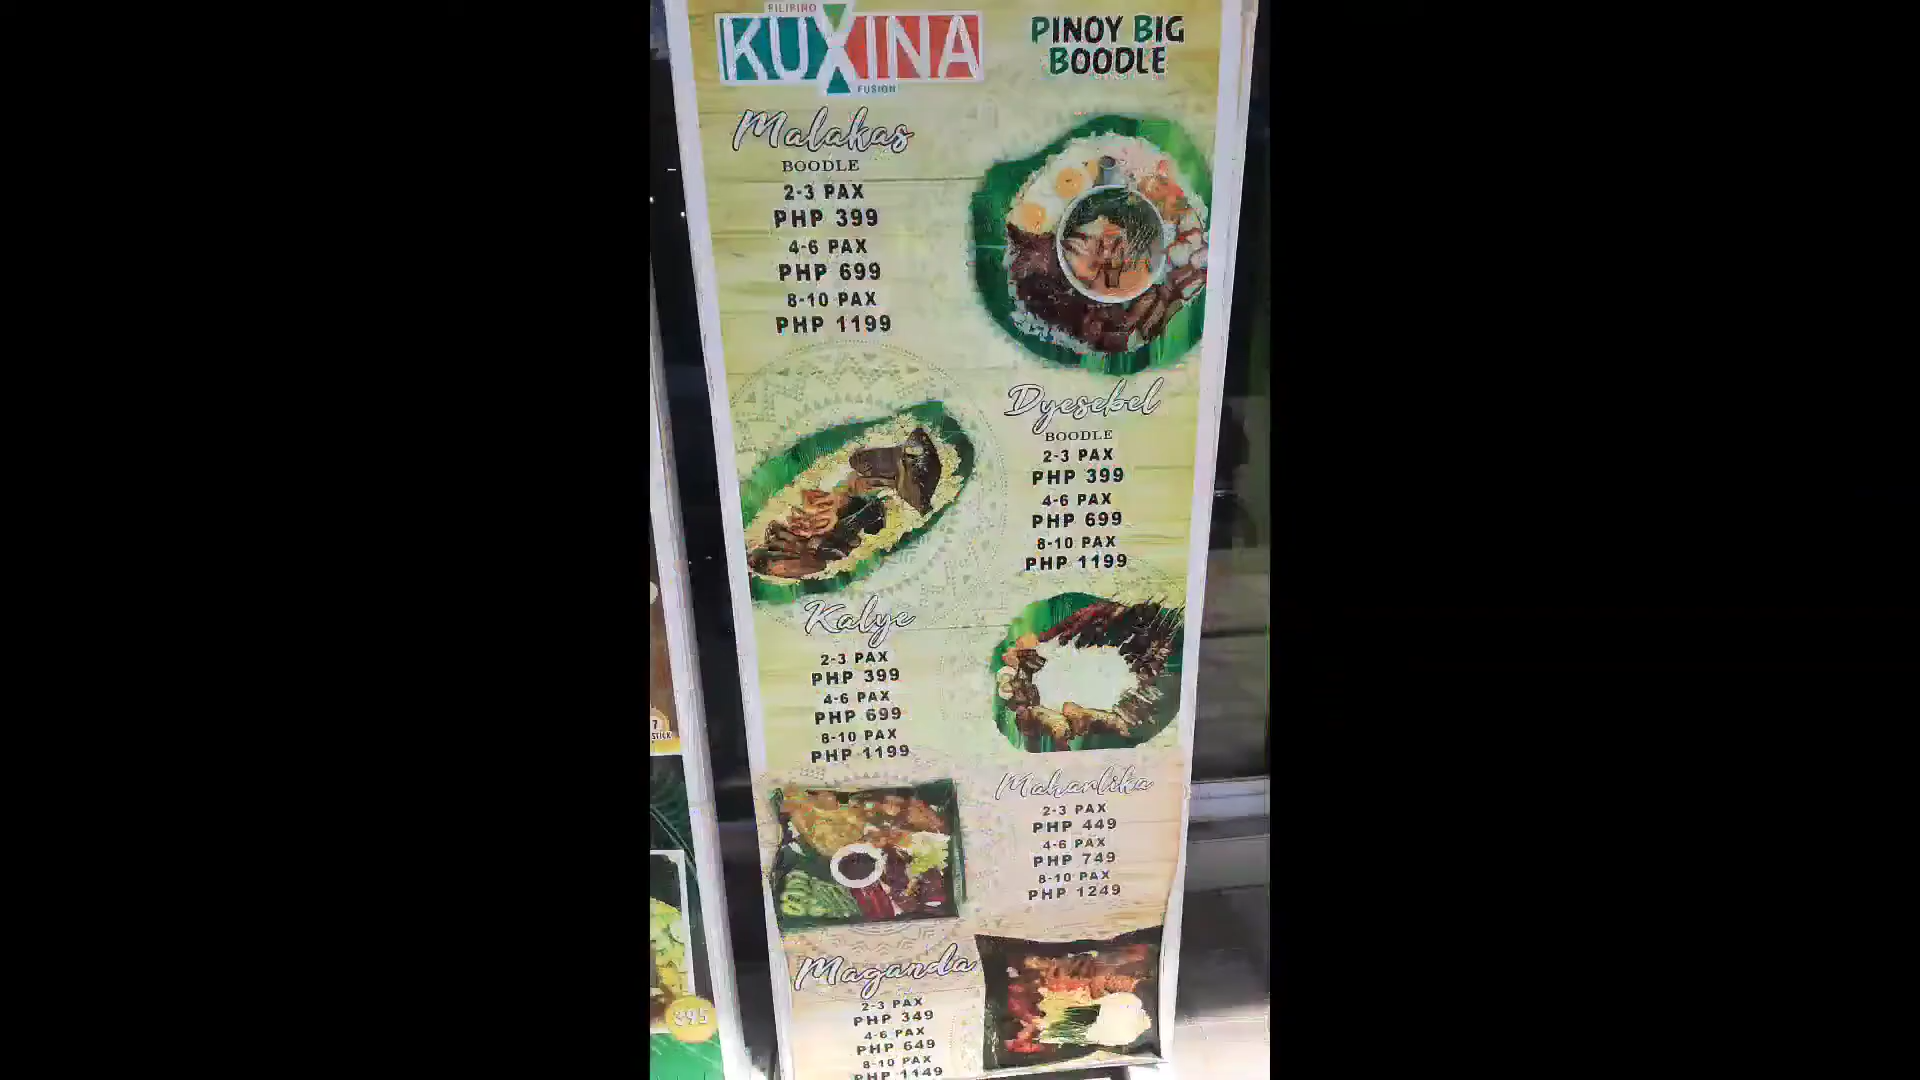 FILIPINO
KUXINA
FUSION
PINOY BIG
BOODLE
Malakas
BOODLE
2-3 PAX
PHP 399
4-6 PAX
PHP 699
8-10 PAX
PHP 1199
Dyesebel
BOODLE
2-3 PAX
PHP 399
4-6 PAX
PHP 699
8-10 PAX
PHP 1199
Kalye
2-3 PAX
PHP 399
4-6 PAX
PHP 699
8-10 PAX
PHP 1199
Maharlika
2-3 PAX
PHP 449
4-6 PAX
PHP 749
8-10 PAX
PHP 1249
Maganda
2-3 PAX
PHP 349
4-6 PAX
PHP 649
8-10 PAX
PHP 1149
7
STICK
395